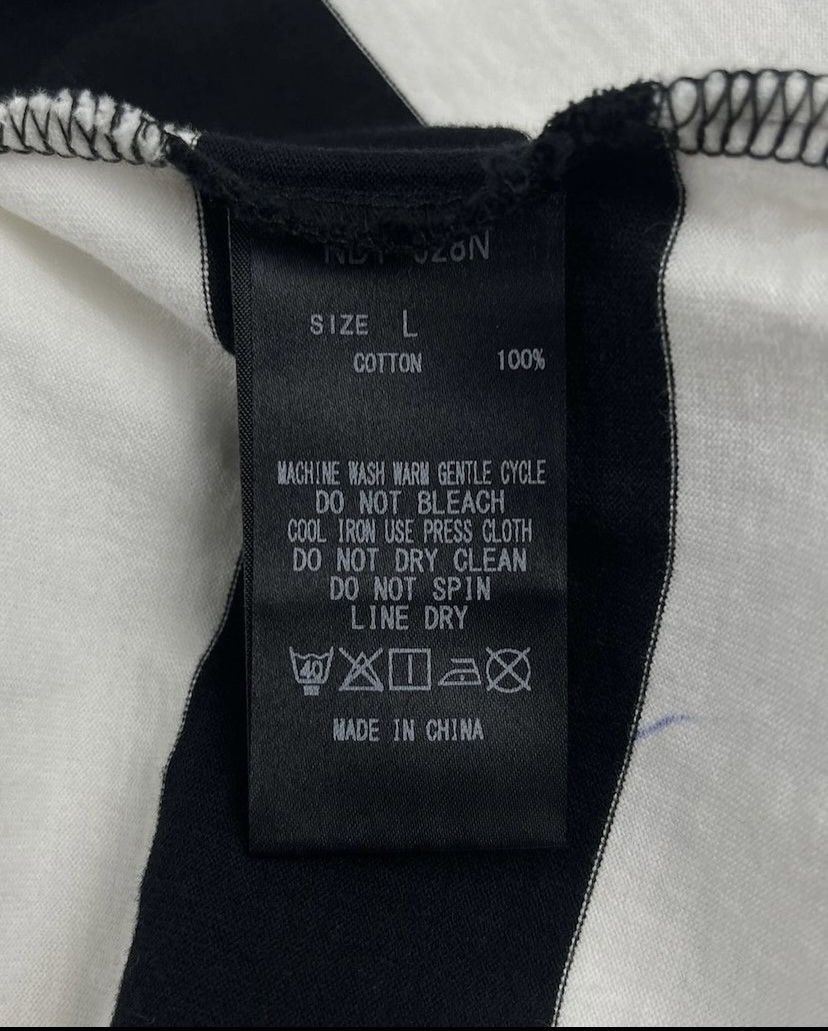 SIZE L
COTTON 100%
MACHINE WASH WARM GENTLE CYCLE
DO NOT BLEACH
COOL IRON USE PRESS CLOTH
DO NOT DRY CLEAN
DO NOT SPIN
LINE DRY
40
MADE IN CHINA